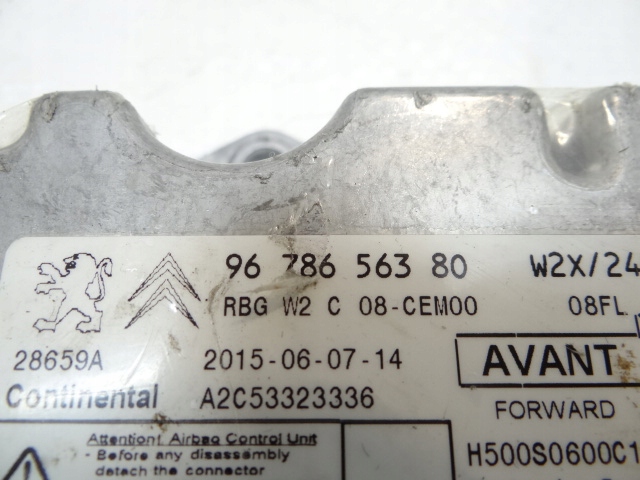 96 786 563 80 W2X/24
RBG W2 C 08-CEM00 08FL
28659A 2015-06-07-14 AVANT
Continental A2C53323336 FORWARD
Attention! Airbag Control Unit
- Before any disassembly H500S0600C1
detach the connector